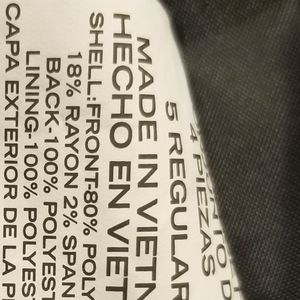 4 PIEZAS
5 REGULAR
MADE IN VIETN
HECHO EN VIET
SHELL:FRONT-80% POLY
18% RAYON 2% SPAN
BACK-100% POLYEST
LINING-100% POLYES
CAPA EXTERIOR DE LA P